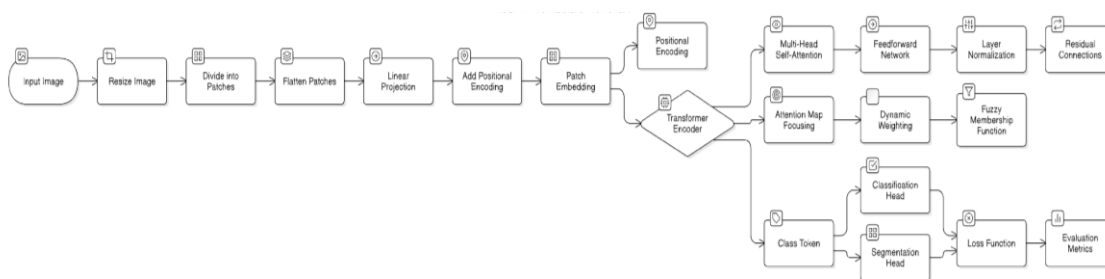 Input Image
Resize Image
Divide into
Patches
Flatten Patches
Linear
Projection
Add Positional
Encoding
Patch
Embedding
Positional
Encoding
Transformer
Encoder
Multi-Head
Self-Attention
Feedforward
Network
Layer
Normalization
Residual
Connections
Attention Map
Focusing
Dynamic
Weighting
Fuzzy
Membership
Function
Class Token
Classification
Head
Segmentation
Head
Loss Function
Evaluation
Metrics